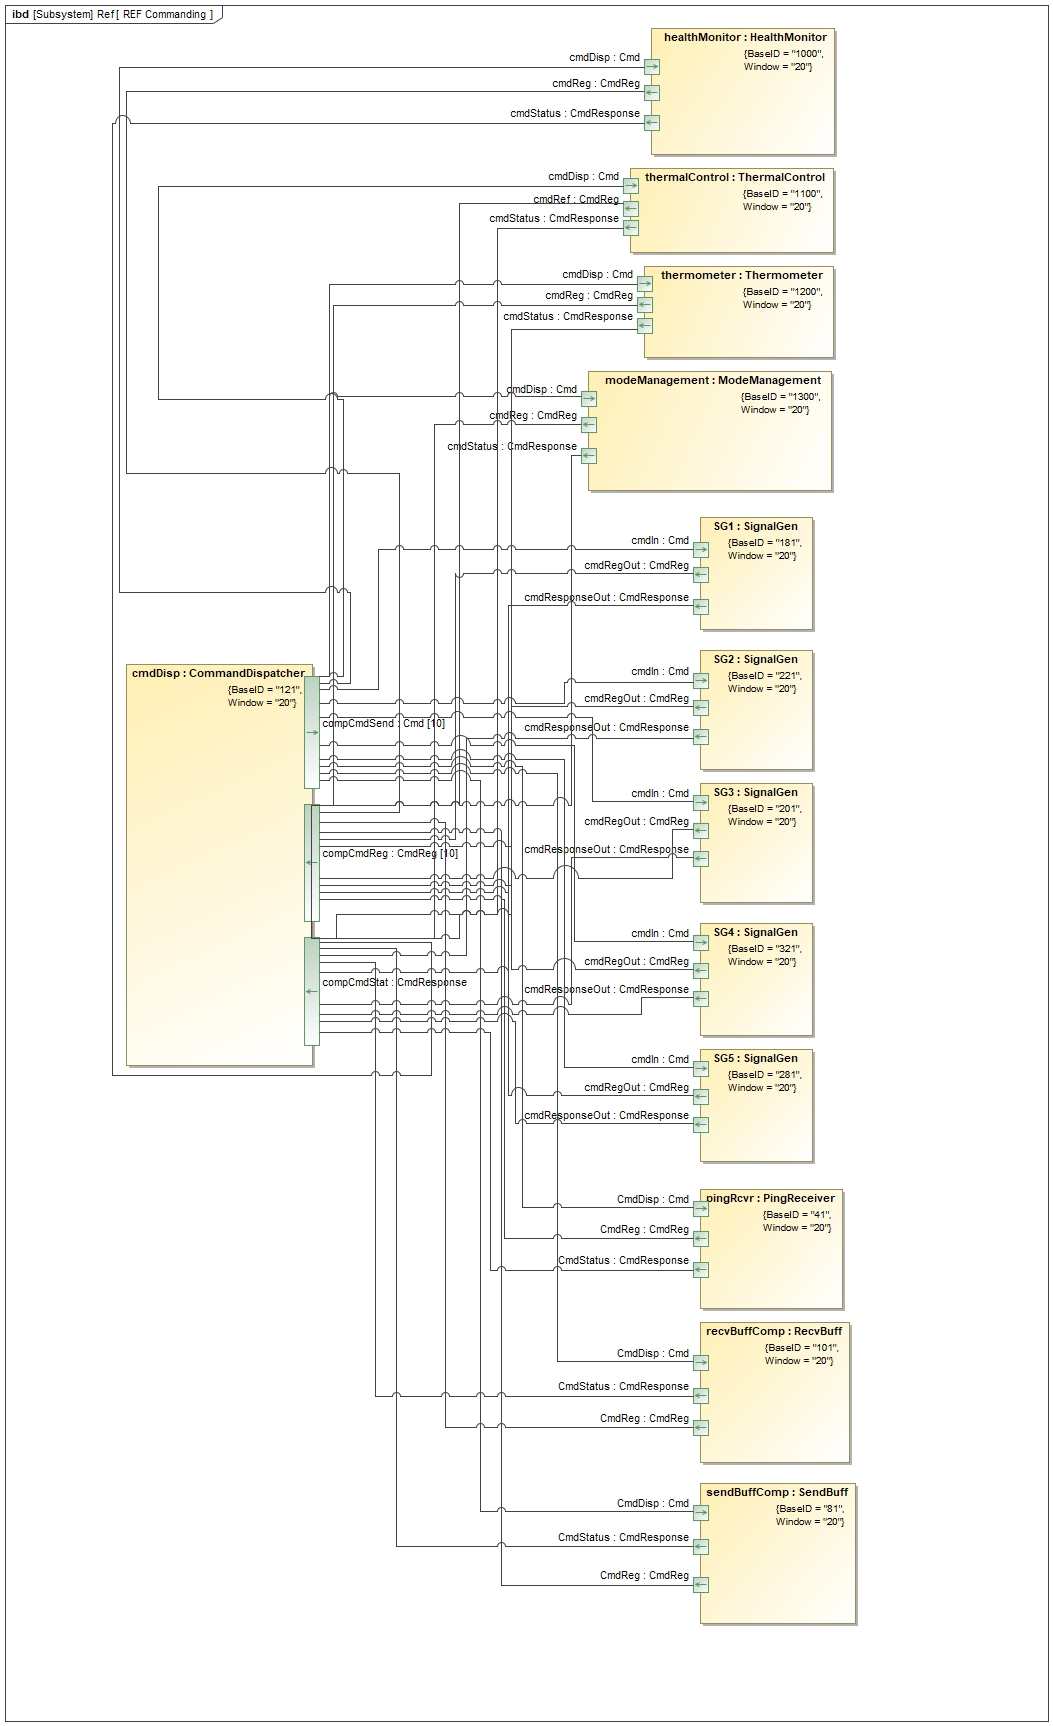 ibd [Subsystem] Ref [ REF Commanding ]
healthMonitor : HealthMonitor
{BaseID = "1000",
Window = "20"}
cmdDisp : Cmd
cmdReg : CmdReg
cmdStatus : CmdResponse
thermalControl : ThermalControl
{BaseID = "1100",
Window = "20"}
cmdDisp : Cmd
cmdRef : CmdReg
cmdStatus : CmdResponse
thermometer : Thermometer
{BaseID = "1200",
Window = "20"}
cmdDisp : Cmd
cmdReg : CmdReg
cmdStatus : CmdResponse
modeManagement : ModeManagement
{BaseID = "1300",
Window = "20"}
cmdDisp : Cmd
cmdReg : CmdReg
cmdStatus : CmdResponse
SG1 : SignalGen
{BaseID = "181",
Window = "20"}
cmdIn : Cmd
cmdRegOut : CmdReg
cmdResponseOut : CmdResponse
cmdDisp : CommandDispatcher
{BaseID = "121",
Window = "20"}
compCmdSend : Cmd [10]
compCmdReg : CmdReg [10]
compCmdStat : CmdResponse
SG2 : SignalGen
{BaseID = "221",
Window = "20"}
cmdIn : Cmd
cmdRegOut : CmdReg
cmdResponseOut : CmdResponse
SG3 : SignalGen
{BaseID = "201",
Window = "20"}
cmdIn : Cmd
cmdRegOut : CmdReg
cmdResponseOut : CmdResponse
SG4 : SignalGen
{BaseID = "321",
Window = "20"}
cmdIn : Cmd
cmdRegOut : CmdReg
cmdResponseOut : CmdResponse
SG5 : SignalGen
{BaseID = "281",
Window = "20"}
cmdIn : Cmd
cmdRegOut : CmdReg
cmdResponseOut : CmdResponse
pingRcvr : PingReceiver
{BaseID = "41",
Window = "20"}
CmdDisp : Cmd
CmdReg : CmdReg
CmdStatus : CmdResponse
recvBuffComp : RecvBuff
{BaseID = "101",
Window = "20"}
CmdDisp : Cmd
CmdStatus : CmdResponse
CmdReg : CmdReg
sendBuffComp : SendBuff
{BaseID = "81",
Window = "20"}
CmdDisp : Cmd
CmdStatus : CmdResponse
CmdReg : CmdReg